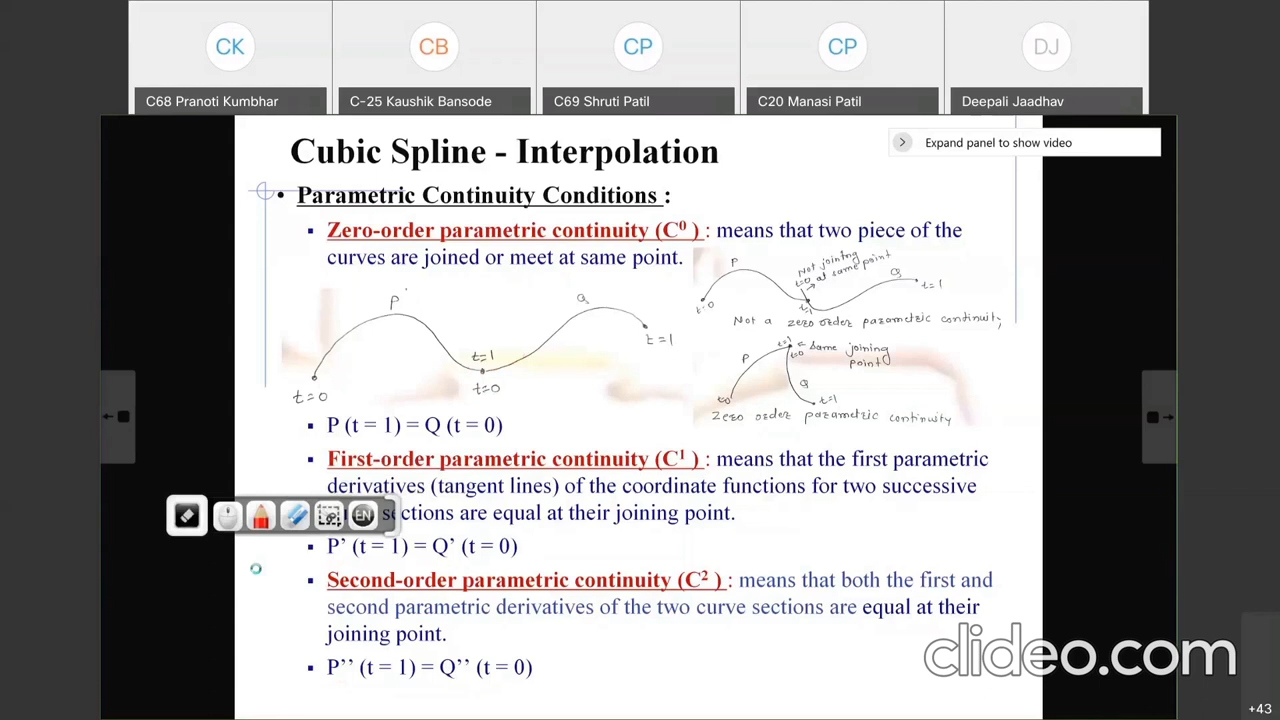 CK
CB
CP
CP
DJ
C68 Pranoti Kumbhar
C-25 Kaushik Bansode
C69 Shruti Patil
C20 Manasi Patil
Deepali Jaadhav
Expand panel to show video
Cubic Spline - Interpolation
• Parametric Continuity Conditions :
▪ Zero-order parametric continuity (C⁰ ) : means that two piece of the
curves are joined or meet at same point.
P
Q
t=0
t=1
t=0
t=1
P
Not joining
t=0 at same point
Q
t=0
t=1
t=1
Not a zero order parametric continuity
t=1
t=0
← same joining
point
P
Q
t=0
t=1
Zero order parametric continuity
▪ P (t = 1) = Q (t = 0)
▪ First-order parametric continuity (C¹ ) : means that the first parametric
derivatives (tangent lines) of the coordinate functions for two successive
sections are equal at their joining point.
EN
▪ P’ (t = 1) = Q’ (t = 0)
▪ Second-order parametric continuity (C² ) : means that both the first and
second parametric derivatives of the two curve sections are equal at their
joining point.
▪ P’’ (t = 1) = Q’’ (t = 0)
clideo.com
+43